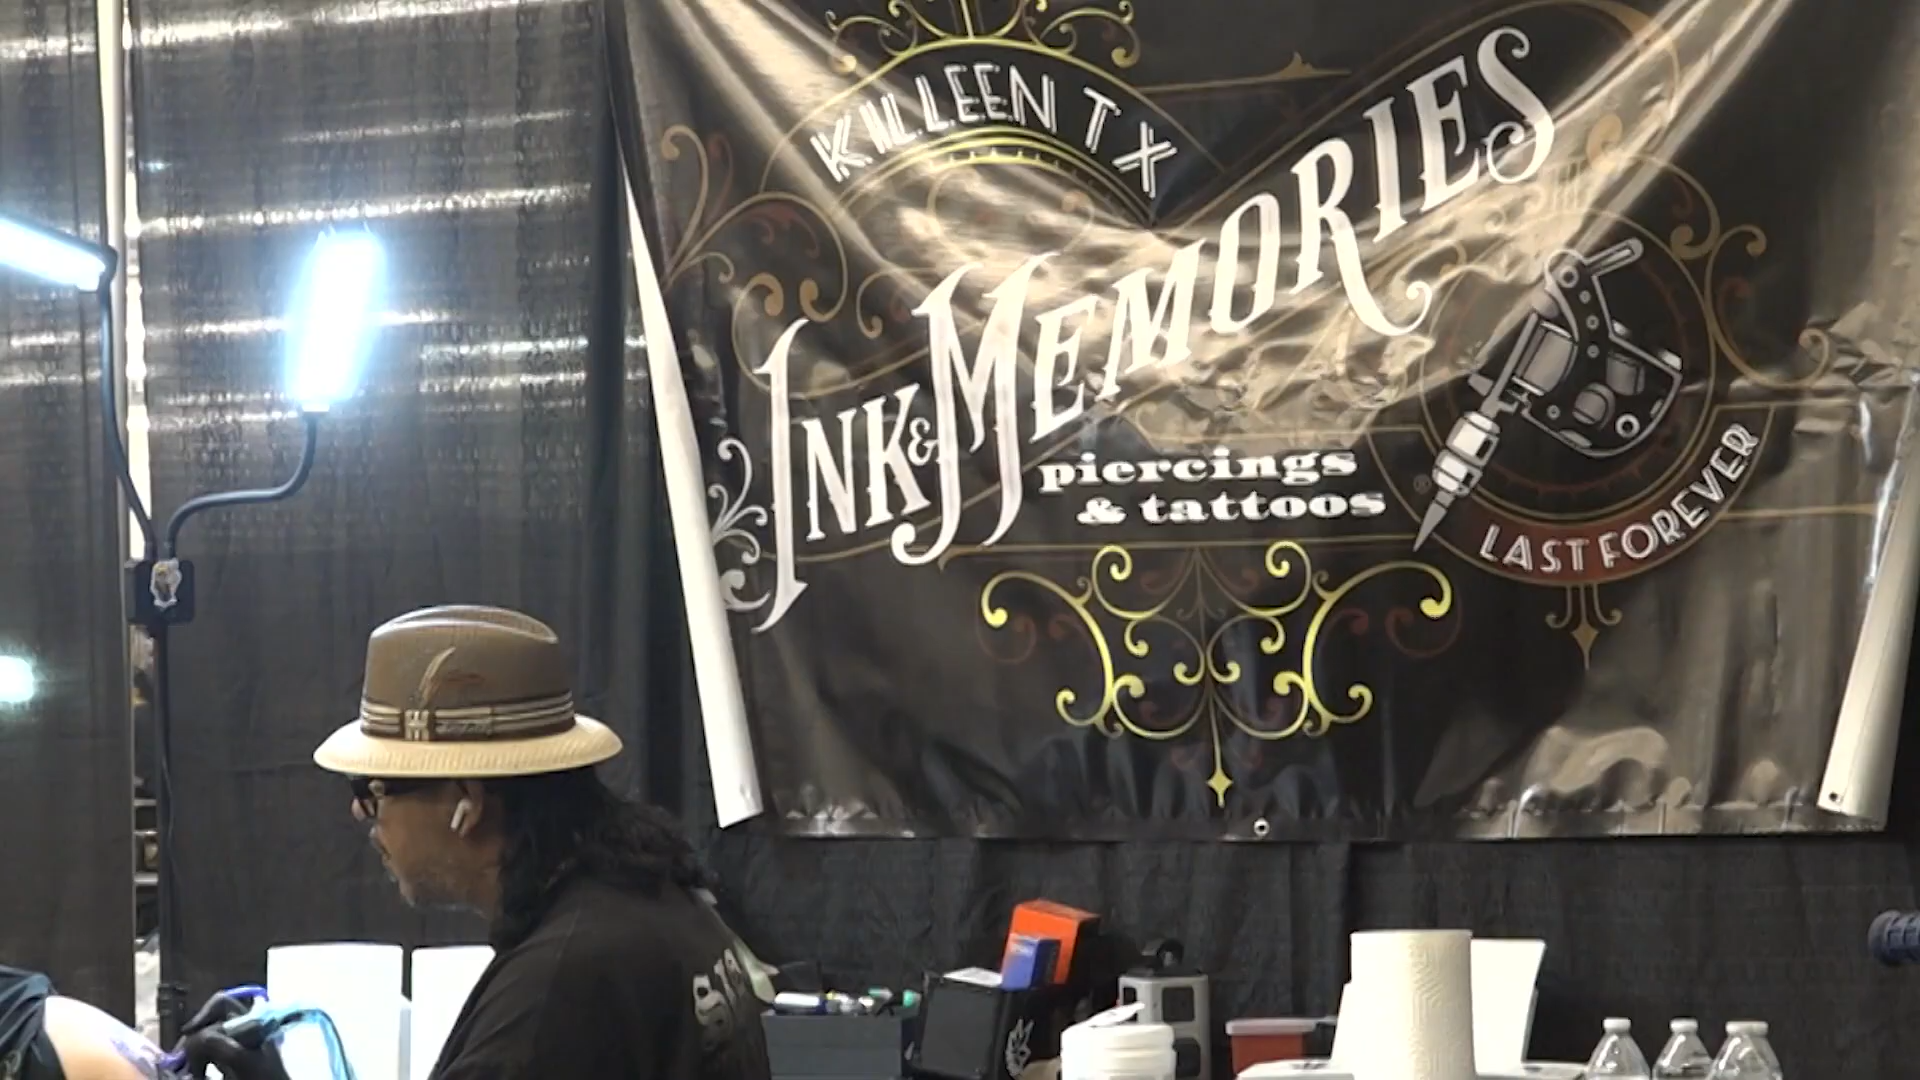 KILLEEN TX
INK & MEMORIES
piercings
& tattoos
LAST FOREVER